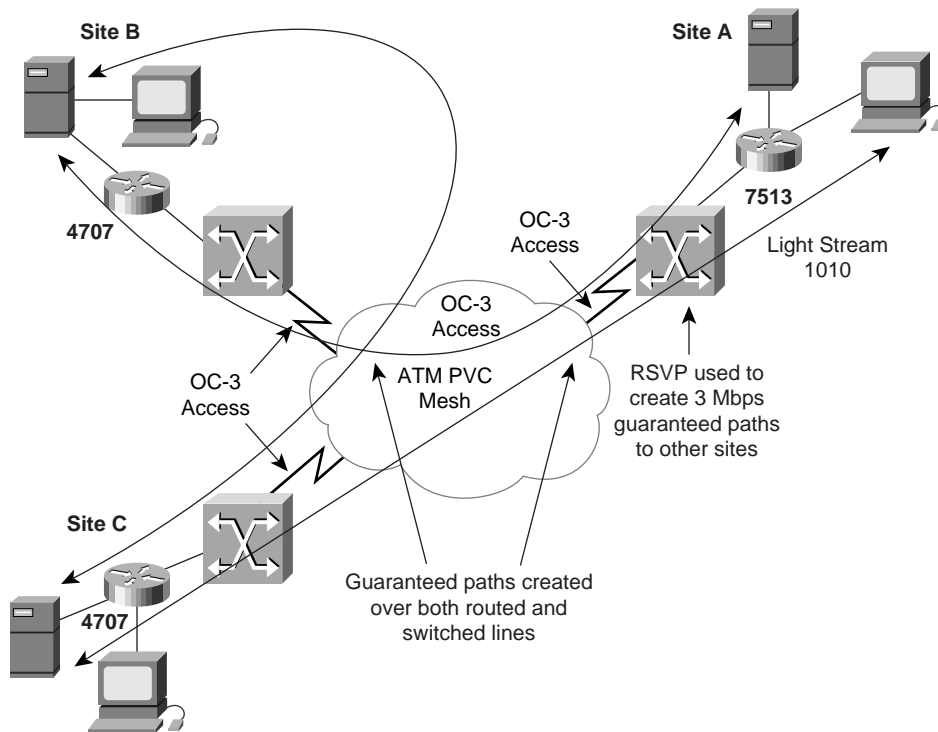 Site B
Site A
4707
7513
OC-3
Access
Light Stream
1010
OC-3
Access
OC-3
Access
ATM PVC
Mesh
RSVP used to
create 3 Mbps
guaranteed paths
to other sites
Site C
4707
Guaranteed paths created
over both routed and
switched lines